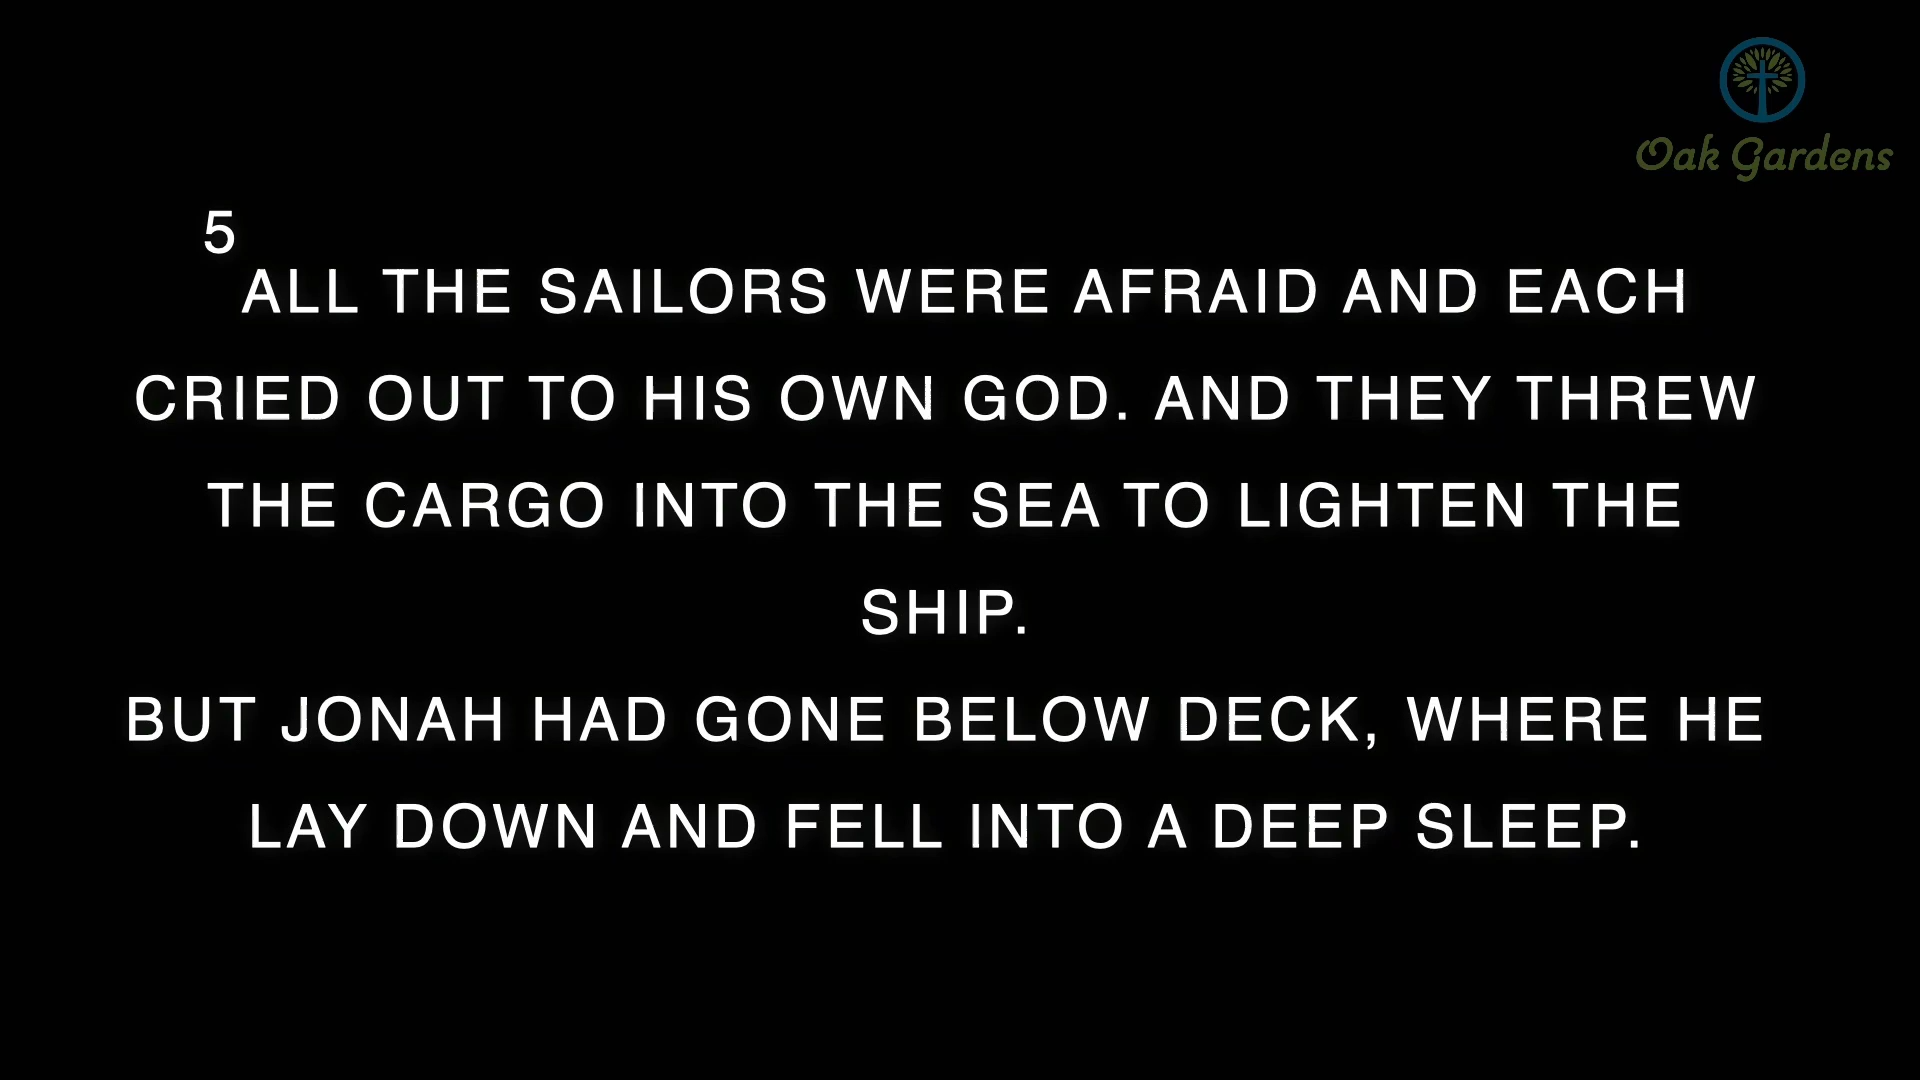 Oak Gardens
5
ALL THE SAILORS WERE AFRAID AND EACH
CRIED OUT TO HIS OWN GOD. AND THEY THREW
THE CARGO INTO THE SEA TO LIGHTEN THE
SHIP.
BUT JONAH HAD GONE BELOW DECK, WHERE HE
LAY DOWN AND FELL INTO A DEEP SLEEP.